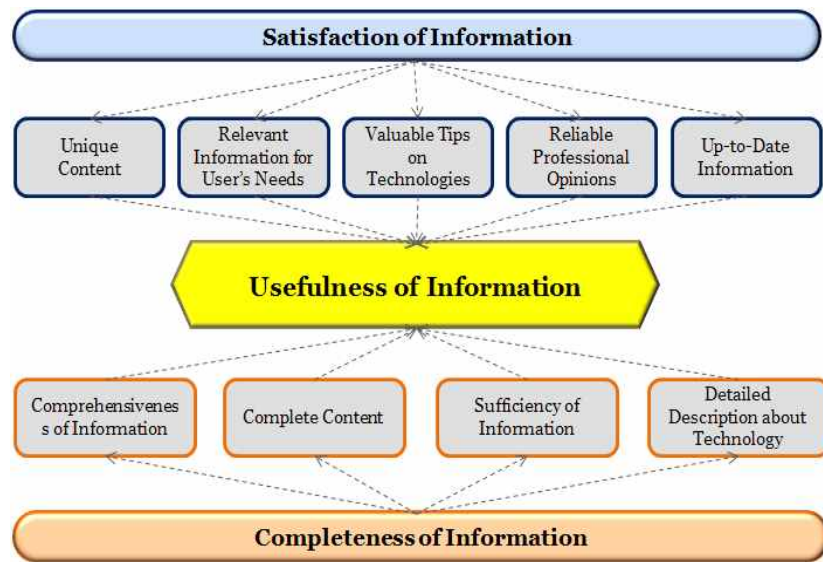 Satisfaction of Information
Unique
Content
Relevant
Information for
User's Needs
Valuable Tips
on
Technologies
Reliable
Professional
Opinions
Up-to-Date
Information
Usefulness of Information
Comprehensivenes
s of Information
Complete Content
Sufficiency of
Information
Detailed
Description about
Technology
Completeness of Information